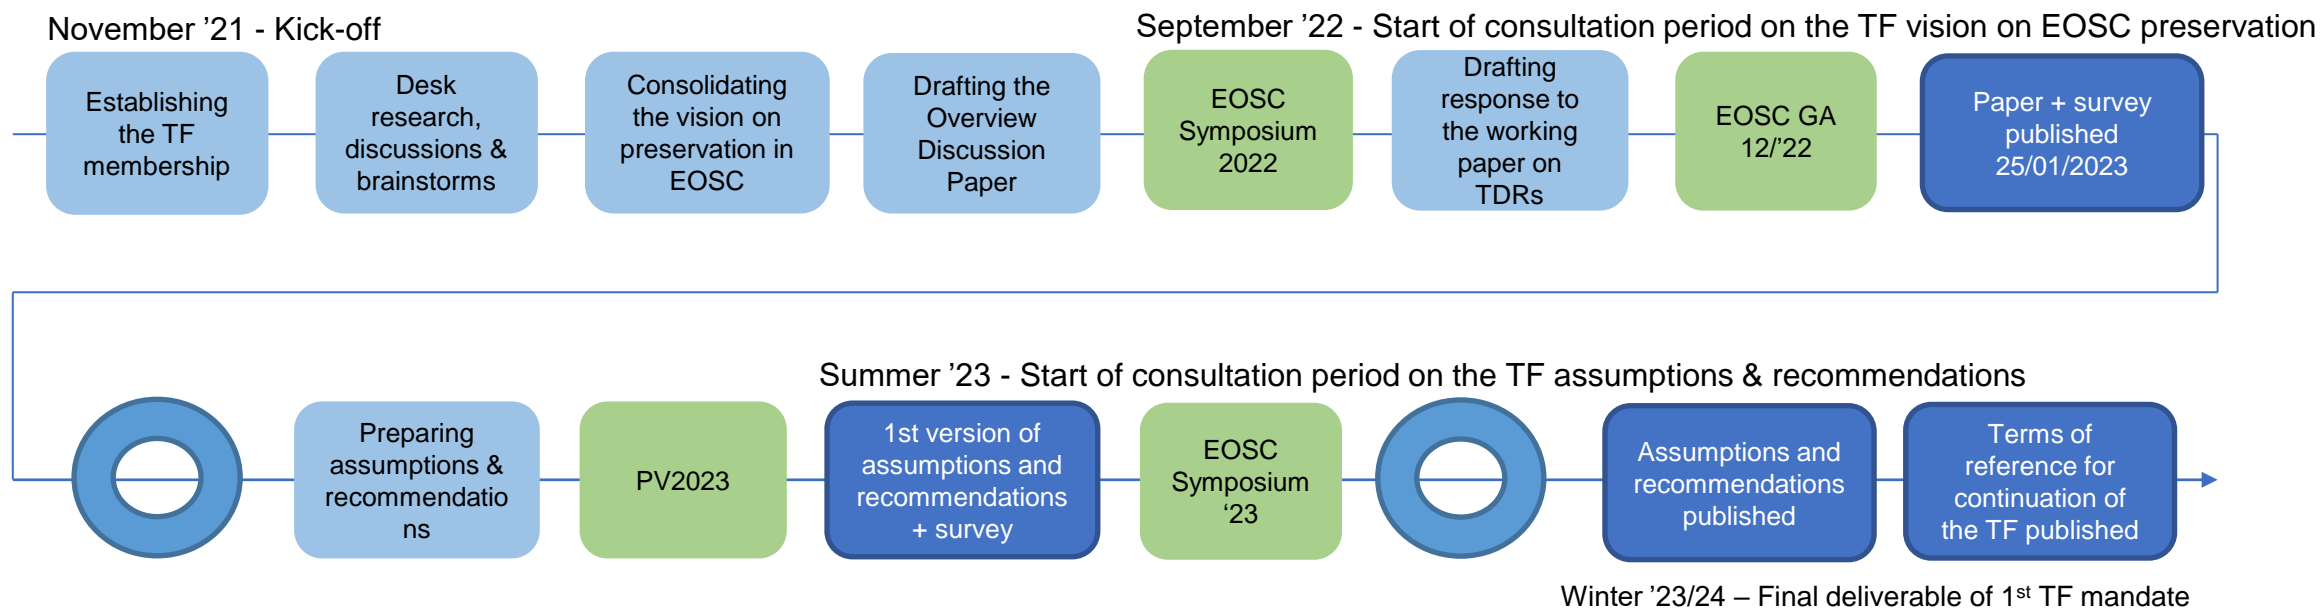 November ’21 - Kick-off
September ’22 - Start of consultation period on the TF vision on EOSC preservation
Establishing
the TF
membership
Desk
research,
discussions &
brainstorms
Consolidating
the vision on
preservation in
EOSC
Drafting the
Overview
Discussion
Paper
EOSC
Symposium
2022
Drafting
response to
the working
paper on
TDRs
EOSC GA
12/’22
Paper + survey
published
25/01/2023
Summer ’23 - Start of consultation period on the TF assumptions & recommendations
Preparing
assumptions &
recommendatio
ns
PV2023
1st version of
assumptions and
recommendations
+ survey
EOSC
Symposium
‘23
Assumptions and
recommendations
published
Terms of
reference for
continuation of
the TF published
Winter ’23/24 – Final deliverable of 1st TF mandate